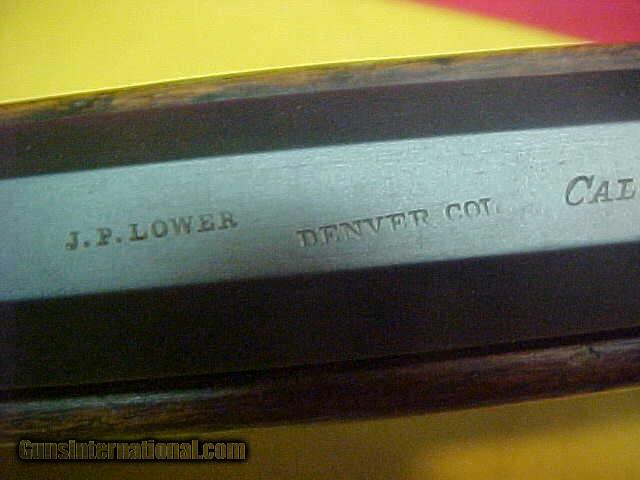 J.P. LOWER DENVER COL. CAL
GunsInternational.com